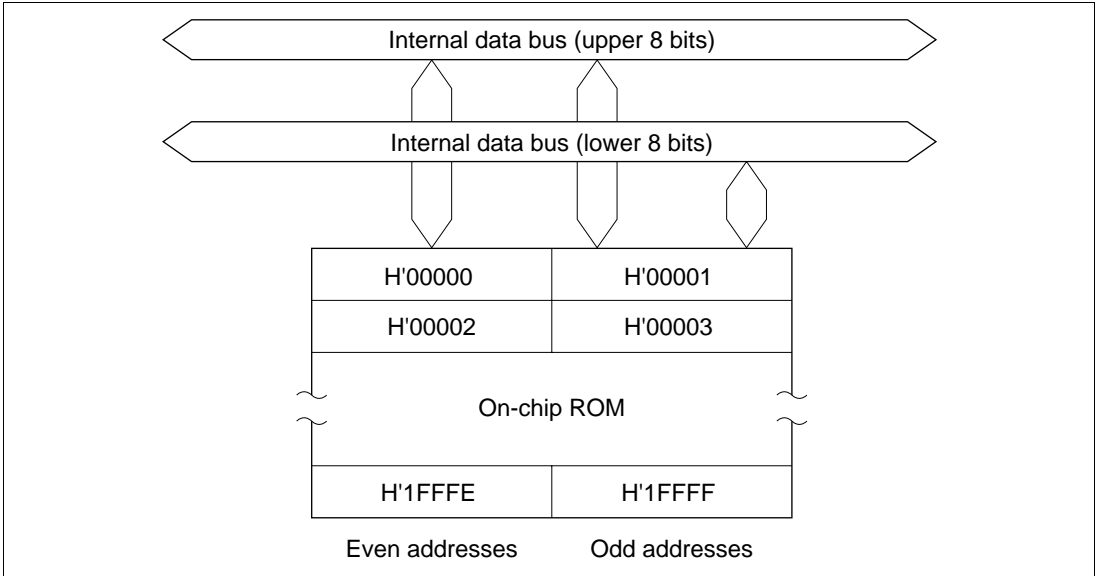 Internal data bus (upper 8 bits)
Internal data bus (lower 8 bits)
H'00000 H'00001
H'00002 H'00003
On-chip ROM
H'1FFFE H'1FFFF
Even addresses Odd addresses